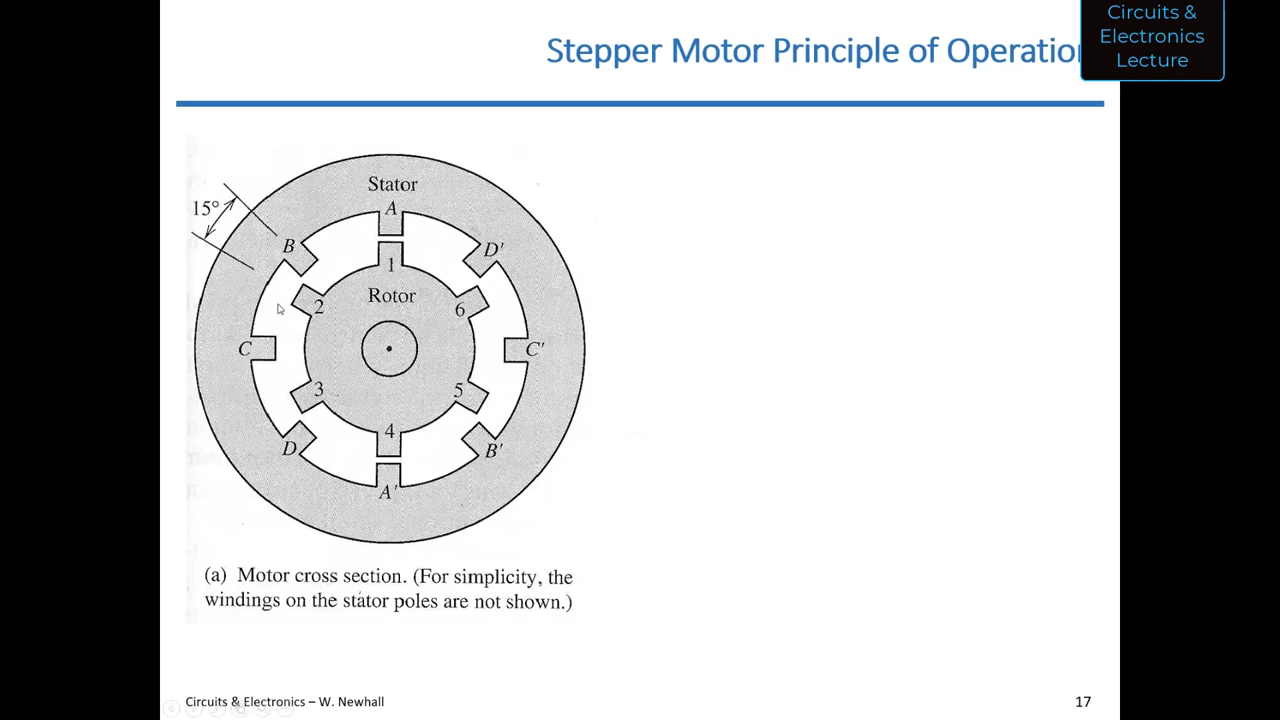 Circuits &
Electronics
Lecture
Stepper Motor Principle of Operation
Stator
A
15°
B
D'
1
Rotor
2
6
C
C'
3
5
4
D
B'
A'
(a) Motor cross section. (For simplicity, the
windings on the stator poles are not shown.)
Circuits & Electronics – W. Newhall
17